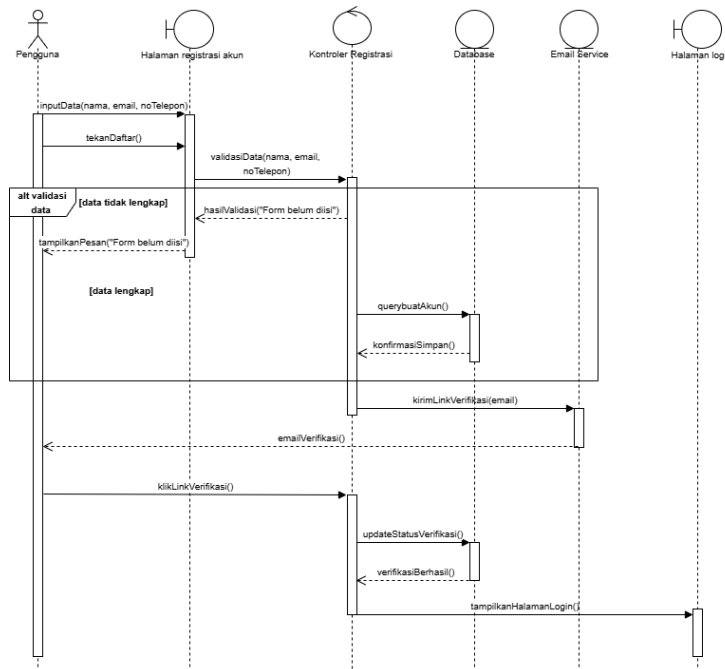 Pengguna
Halaman registrasi akun
Kontroler Registrasi
Database
Email Service
Halaman log
inputData(nama, email, noTelepon)
tekanDaftar()
validasiData(nama, email,
noTelepon)
alt validasi
data
[data tidak lengkap]
hasilValidasi("Form belum diisi")
tampilkanPesan("Form belum diisi")
[data lengkap]
querybuatAkun()
konfirmasiSimpan()
kirimLinkVerifikasi(email)
emailVerifikasi()
klikLinkVerifikasi()
updateStatusVerifikasi()
verifikasiBerhasil()
tampilkanHalamanLogin()